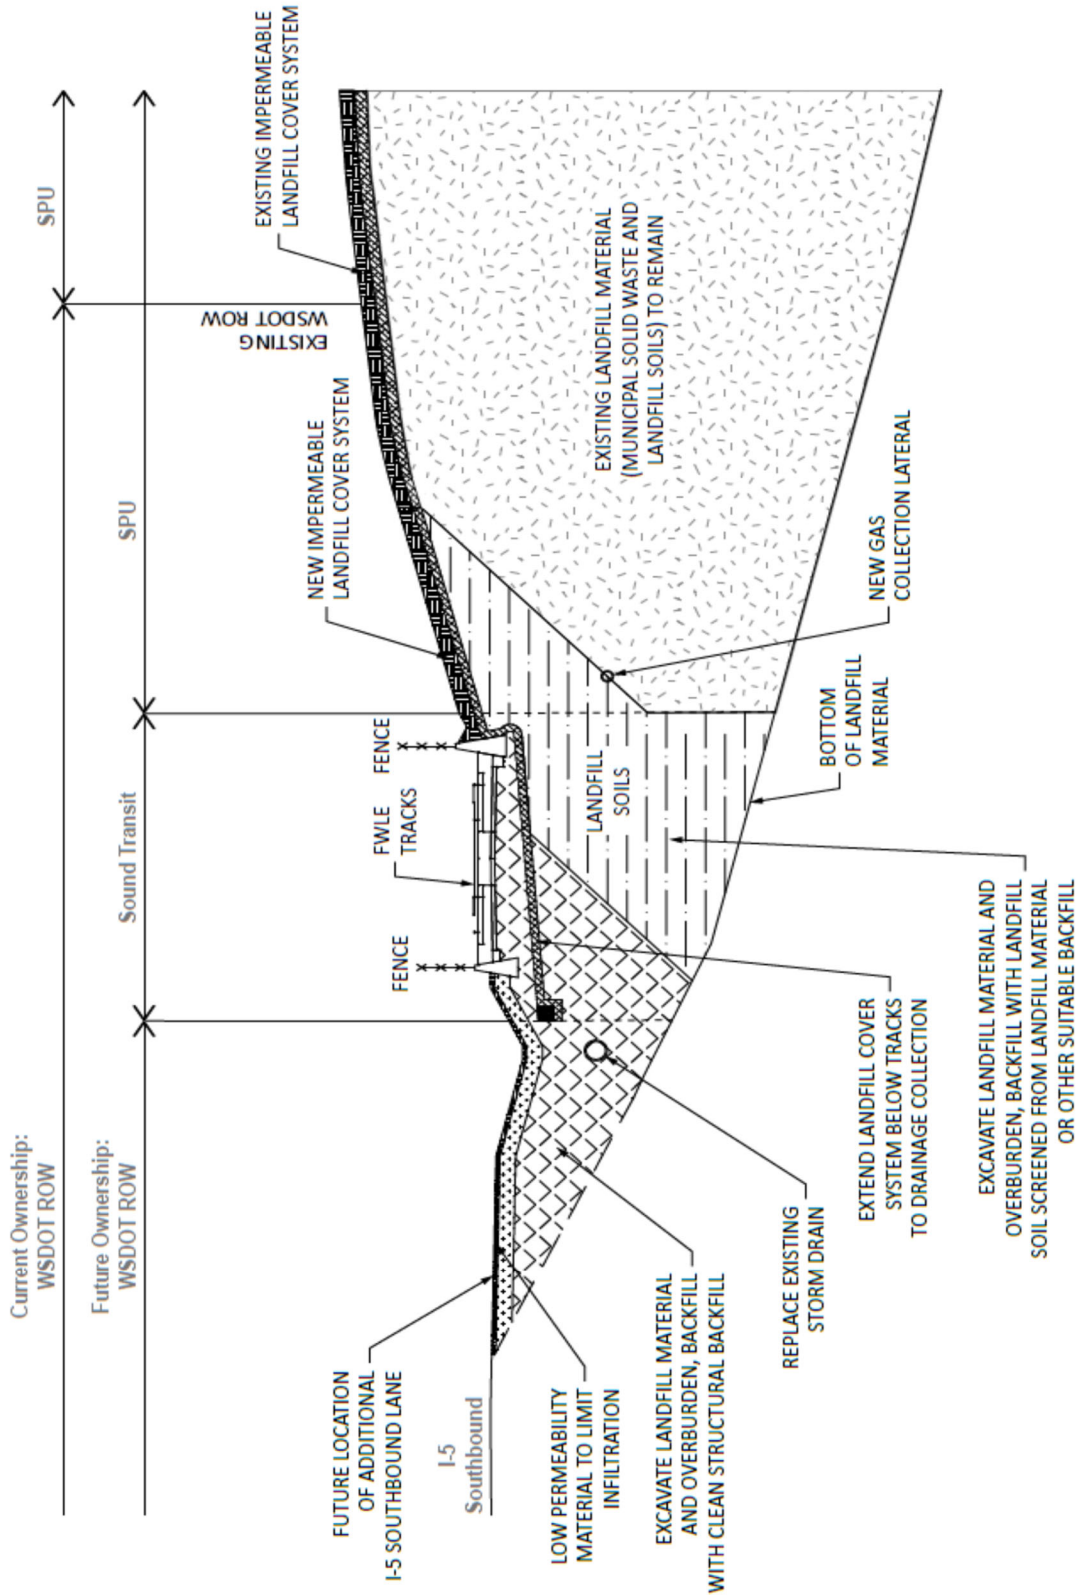 Current Ownership:
WSDOT ROW
SPU
Future Ownership:
WSDOT ROW
Sound Transit
SPU
EXISTING
WSDOT ROW
EXISTING IMPERMEABLE
LANDFILL COVER SYSTEM
NEW IMPERMEABLE
LANDFILL COVER SYSTEM
FENCE
FWLE
TRACKS
FENCE
FUTURE LOCATION
OF ADDITIONAL
I-5 SOUTHBOUND LANE
I-5
Southbound
LOW PERMEABILITY
MATERIAL TO LIMIT
INFILTRATION
EXCAVATE LANDFILL MATERIAL
AND OVERBURDEN, BACKFILL
WITH CLEAN STRUCTURAL BACKFILL
REPLACE EXISTING
STORM DRAIN
EXTEND LANDFILL COVER
SYSTEM BELOW TRACKS
TO DRAINAGE COLLECTION
EXCAVATE LANDFILL MATERIAL AND
OVERBURDEN, BACKFILL WITH LANDFILL
SOIL SCREENED FROM LANDFILL MATERIAL
OR OTHER SUITABLE BACKFILL
LANDFILL
SOILS
BOTTOM
OF LANDFILL
MATERIAL
NEW GAS
COLLECTION LATERAL
EXISTING LANDFILL MATERIAL
(MUNICIPAL SOLID WASTE AND
LANDFILL SOILS) TO REMAIN